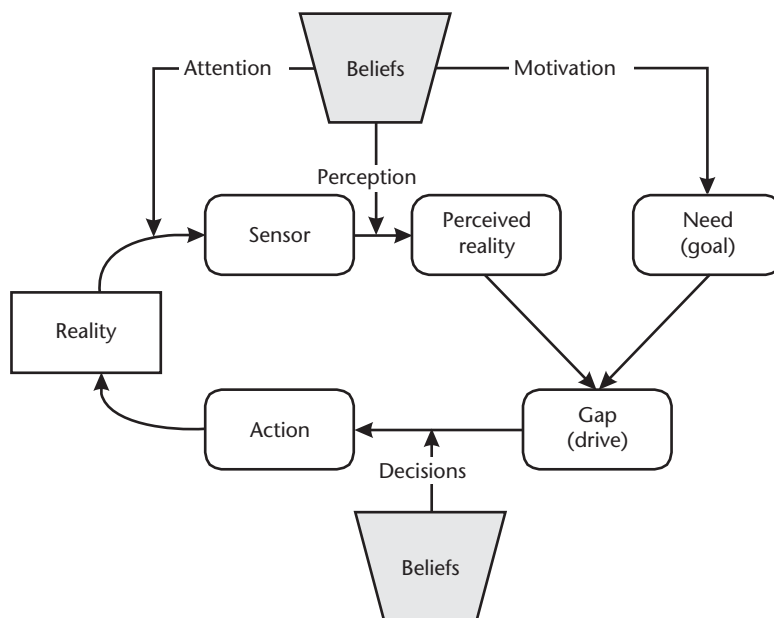 Attention
Beliefs
Motivation
Perception
Sensor
Perceived
reality
Need
(goal)
Reality
Action
Gap
(drive)
Decisions
Beliefs